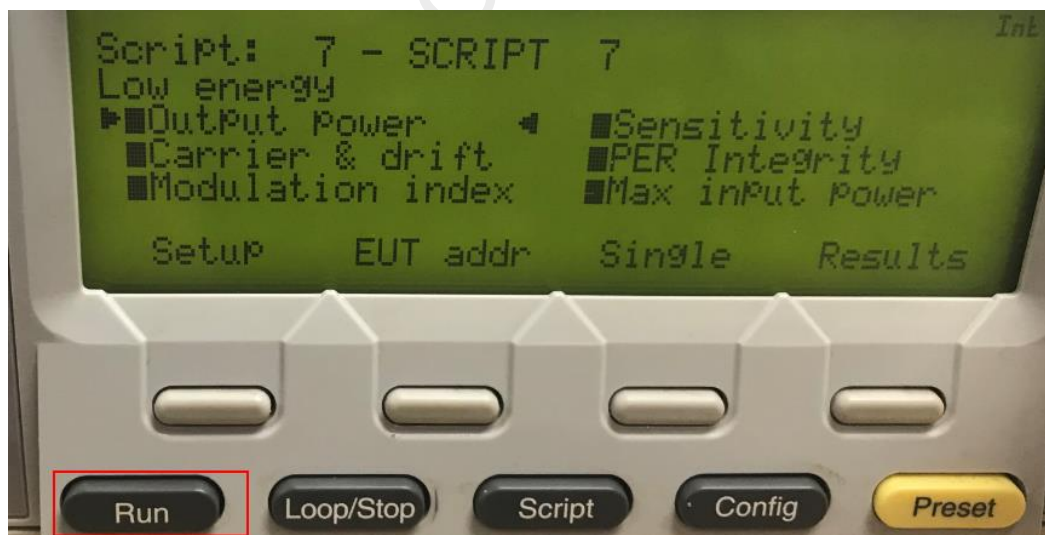 Int
Script: 7 - SCRIPT 7
Low energy
Output power Sensitivity
Carrier & drift PER Integrity
Modulation index Max input power
Setup EUT addr Single Results
Run Loop/Stop Script Config Preset